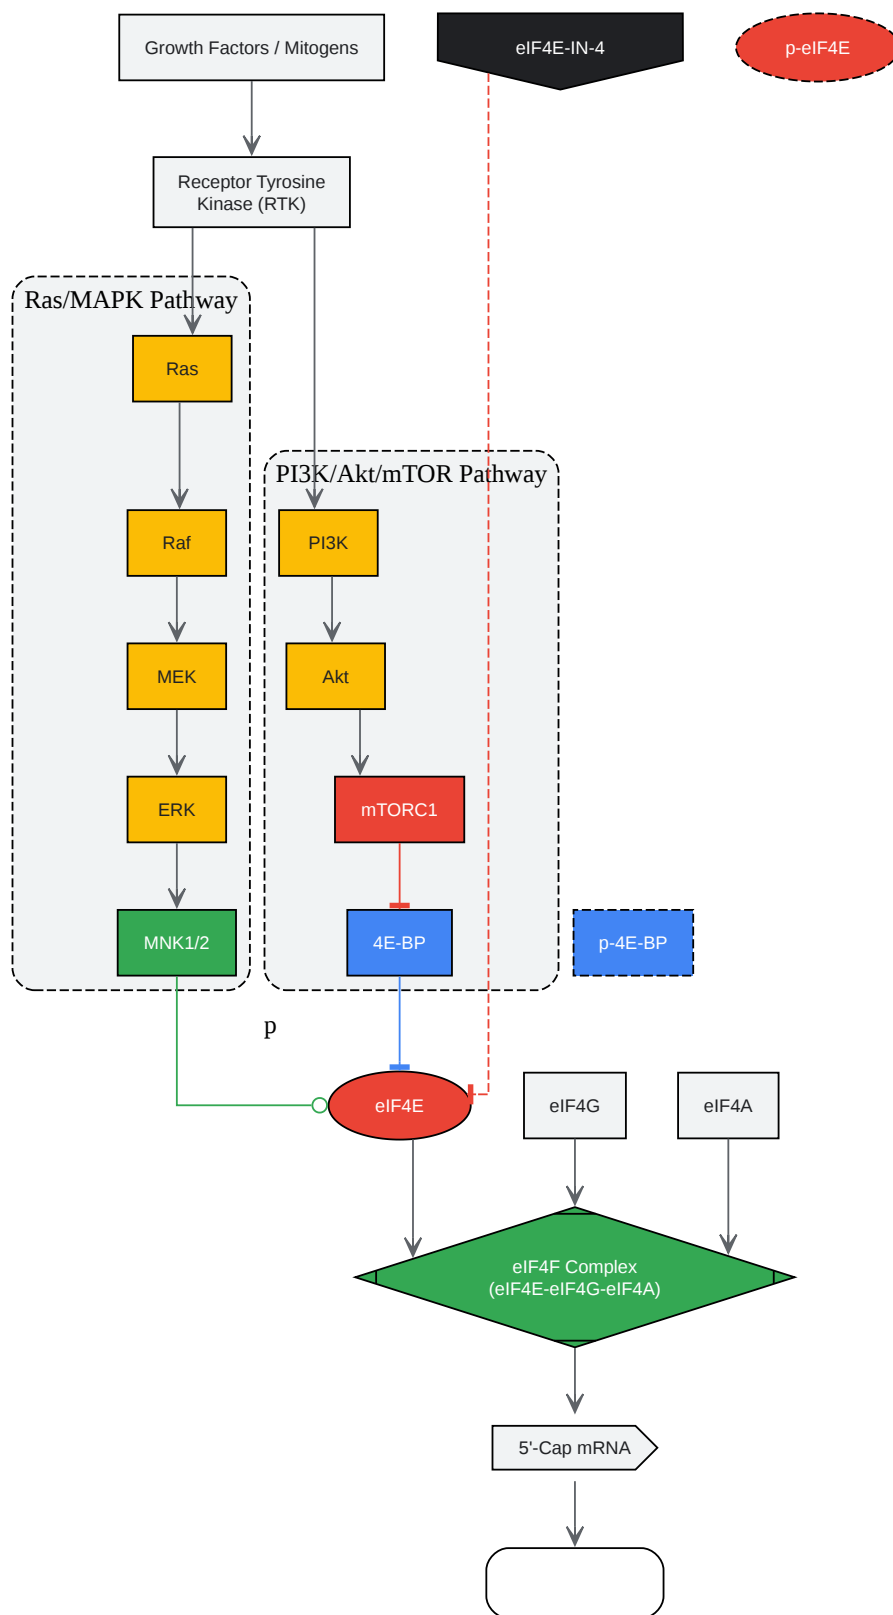 Growth Factors / Mitogens
eIF4E-IN-4
p-eIF4E
Receptor Tyrosine
Kinase (RTK)
Ras/MAPK Pathway
Ras
PI3K/Akt/mTOR Pathway
Raf
PI3K
MEK
Akt
ERK
mTORC1
MNK1/2
4E-BP
p-4E-BP
p
eIF4E
eIF4G
eIF4A
eIF4F Complex
(eIF4E-eIF4G-eIF4A)
5'-Cap mRNA